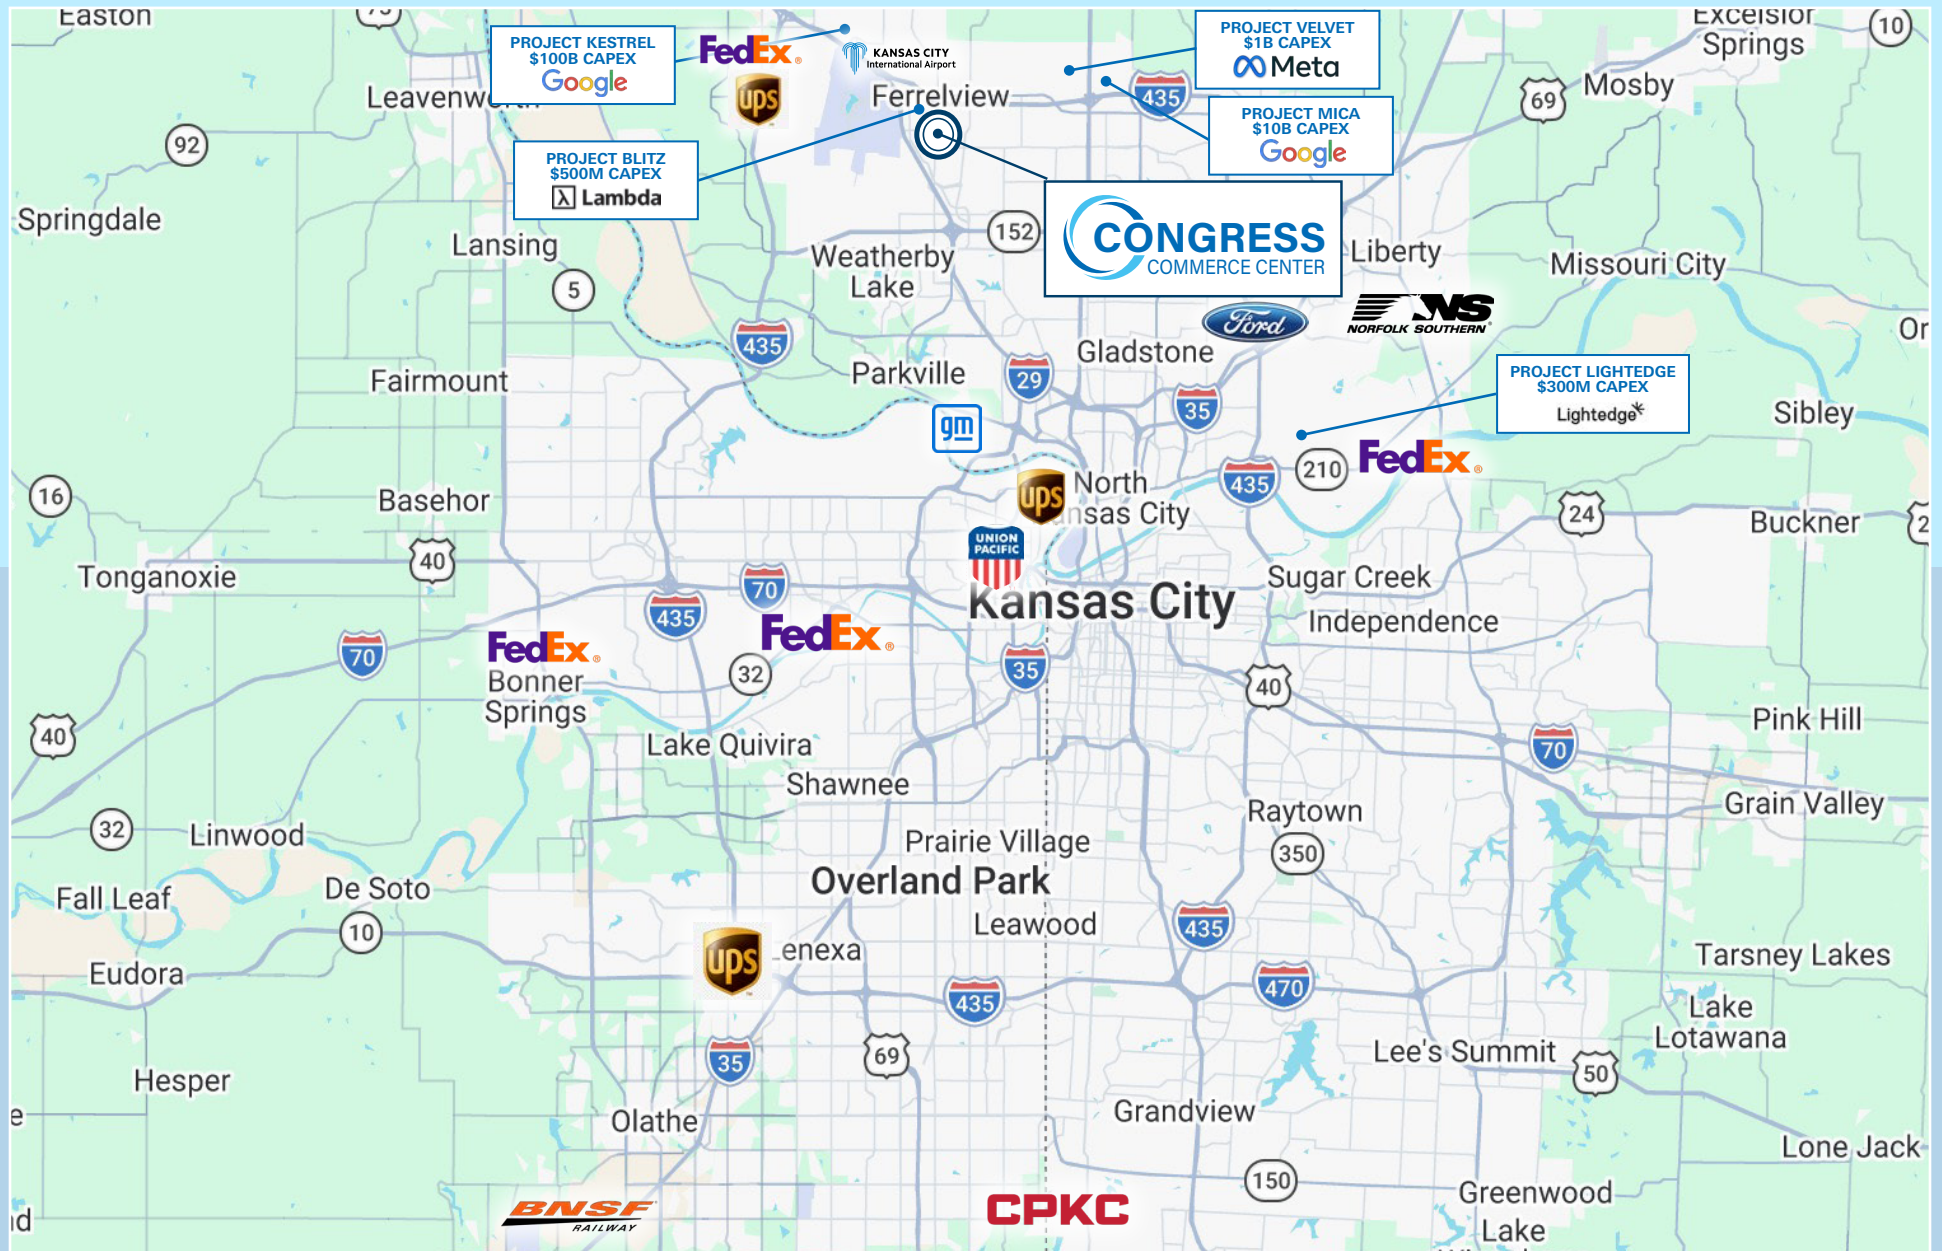 Easton
75
PROJECT KESTREL
$100B CAPEX
Google
FedEx®
KANSAS CITY
International Airport
PROJECT VELVET
$1B CAPEX
Meta
Excelsior
Springs
10
Leavenworth
ups
Ferrelview
435
PROJECT MICA
$10B CAPEX
Google
69
Mosby
92
PROJECT BLITZ
$500M CAPEX
Lambda
Springdale
Lansing
5
Weatherby
Lake
152
CONGRESS
COMMERCE CENTER
Liberty
Missouri City
Ford
NS
NORFOLK SOUTHERN®
Or
435
Fairmount
Parkville
29
Gladstone
35
PROJECT LIGHTEDGE
$300M CAPEX
Lightedge
Sibley
gm
16
Basehor
ups
North
nsas City
435
210
FedEx®
24
Buckner
2
Tonganoxie
40
70
435
UNION
PACIFIC
Kansas City
Sugar Creek
Independence
70
FedEx®
Bonner
Springs
FedEx®
32
35
40
40
Lake Quivira
Shawnee
Pink Hill
70
Grain Valley
32
Linwood
Prairie Village
Raytown
350
Fall Leaf
De Soto
Overland Park
10
Leawood
435
Eudora
ups
enexa
435
470
Tarsney Lakes
Lake
Lotawana
35
69
Lee's Summit
50
Hesper
e
Olathe
Grandview
Lone Jack
150
BNSF
RAILWAY
CPKC
Greenwood
Lake
nd